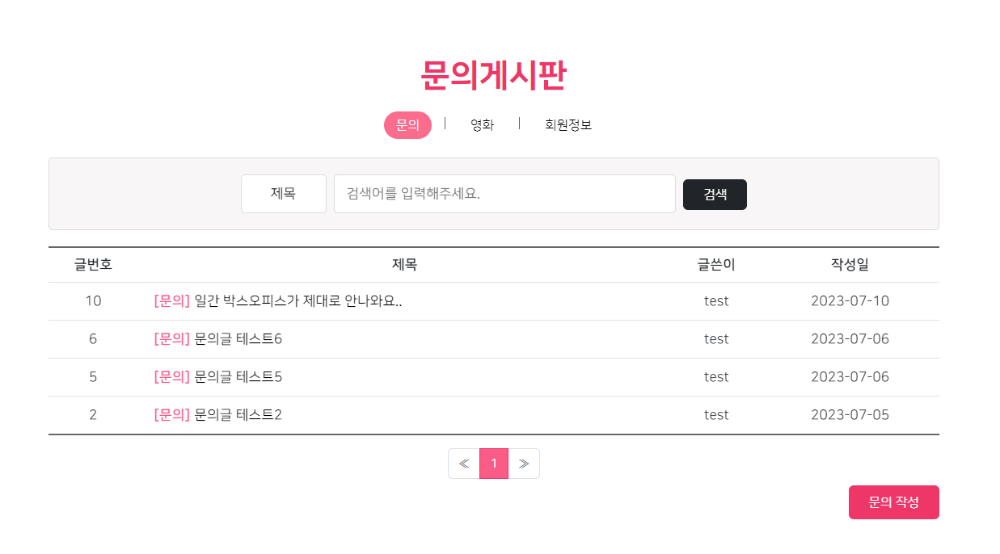 문의게시판
문의 | 영화 | 회원정보
제목 검색어를 입력해주세요. 검색
글번호 제목 글쓴이 작성일
10 [문의] 일간 박스오피스가 제대로 안나와요.. test 2023-07-10
6 [문의] 문의글 테스트6 test 2023-07-06
5 [문의] 문의글 테스트5 test 2023-07-06
2 [문의] 문의글 테스트2 test 2023-07-05
≪ 1 ≫
문의 작성